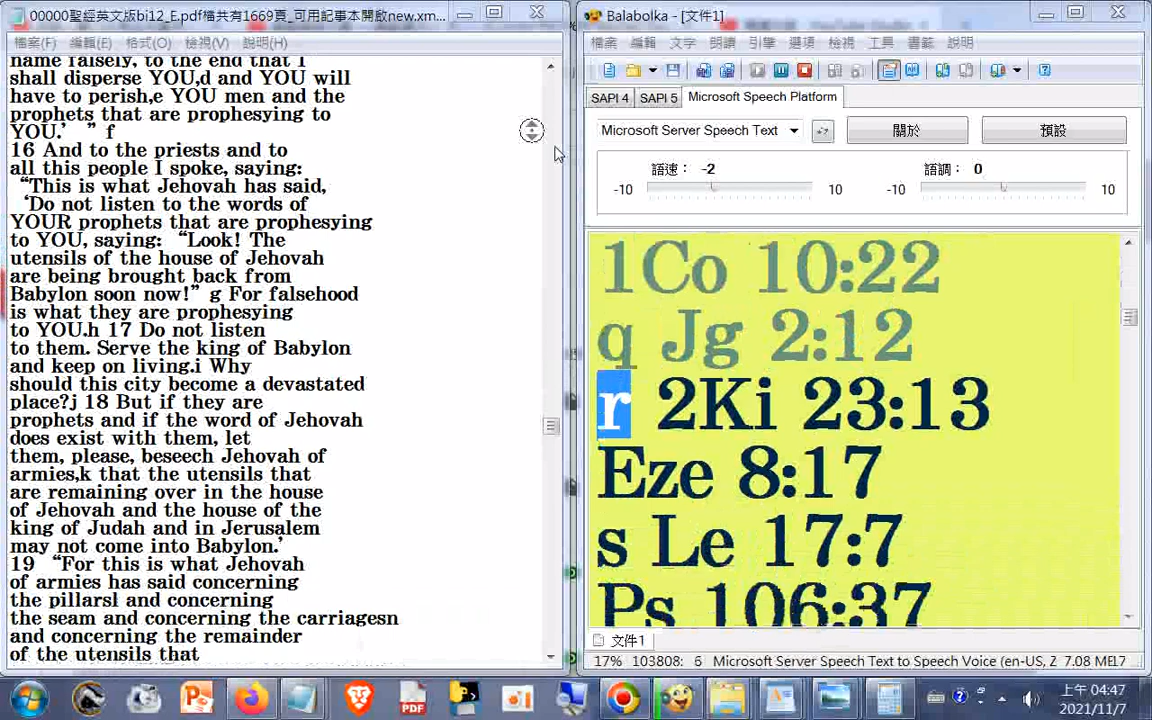 00000聖經英文版bi12_E.pdf檔共有1669頁_可用記事本開啟new.xm...
檔案(F) 編輯(E) 格式(O) 檢視(V) 說明(H)
name falsely, to the end that I
shall disperse YOU,d and YOU will
have to perish,e YOU men and the
prophets that are prophesying to
YOU.’ ” f
16 And to the priests and to
all this people I spoke, saying:
“This is what Jehovah has said,
‘Do not listen to the words of
YOUR prophets that are prophesying
to YOU, saying: “Look! The
utensils of the house of Jehovah
are being brought back from
Babylon soon now!” g For falsehood
is what they are prophesying
to YOU.h 17 Do not listen
to them. Serve the king of Babylon
and keep on living.i Why
should this city become a devastated
place?j 18 But if they are
prophets and if the word of Jehovah
does exist with them, let
them, please, beseech Jehovah of
armies,k that the utensils that
are remaining over in the house
of Jehovah and the house of the
king of Judah and in Jerusalem
may not come into Babylon.’
19 “For this is what Jehovah
of armies has said concerning
the pillarsl and concerning
the seam and concerning the carriagesn
and concerning the remainder
of the utensils that
Balabolka - [文件1]
檔案 編輯 文字 朗讀 引擎 選項 檢視 工具 書籤 說明
SAPI 4 SAPI 5 Microsoft Speech Platform
Microsoft Server Speech Text 關於 預設
語速： -2 語調： 0
-10 10 -10 10
1Co 10:22
q Jg 2:12
r 2Ki 23:13
Eze 8:17
s Le 17:7
Ps 106:37
文件1
17% 103808: 6 Microsoft Server Speech Text to Speech Voice (en-US, Z 7.08 ME
上午 04:47
2021/11/7